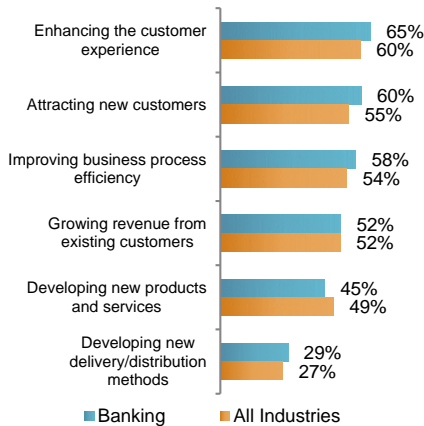 Enhancing the customer
experience
65%
60%
Attracting new customers
60%
55%
Improving business process
efficiency
58%
54%
Growing revenue from
existing customers
52%
52%
Developing new products
and services
45%
49%
Developing new
delivery/distribution
methods
29%
27%
Banking
All Industries